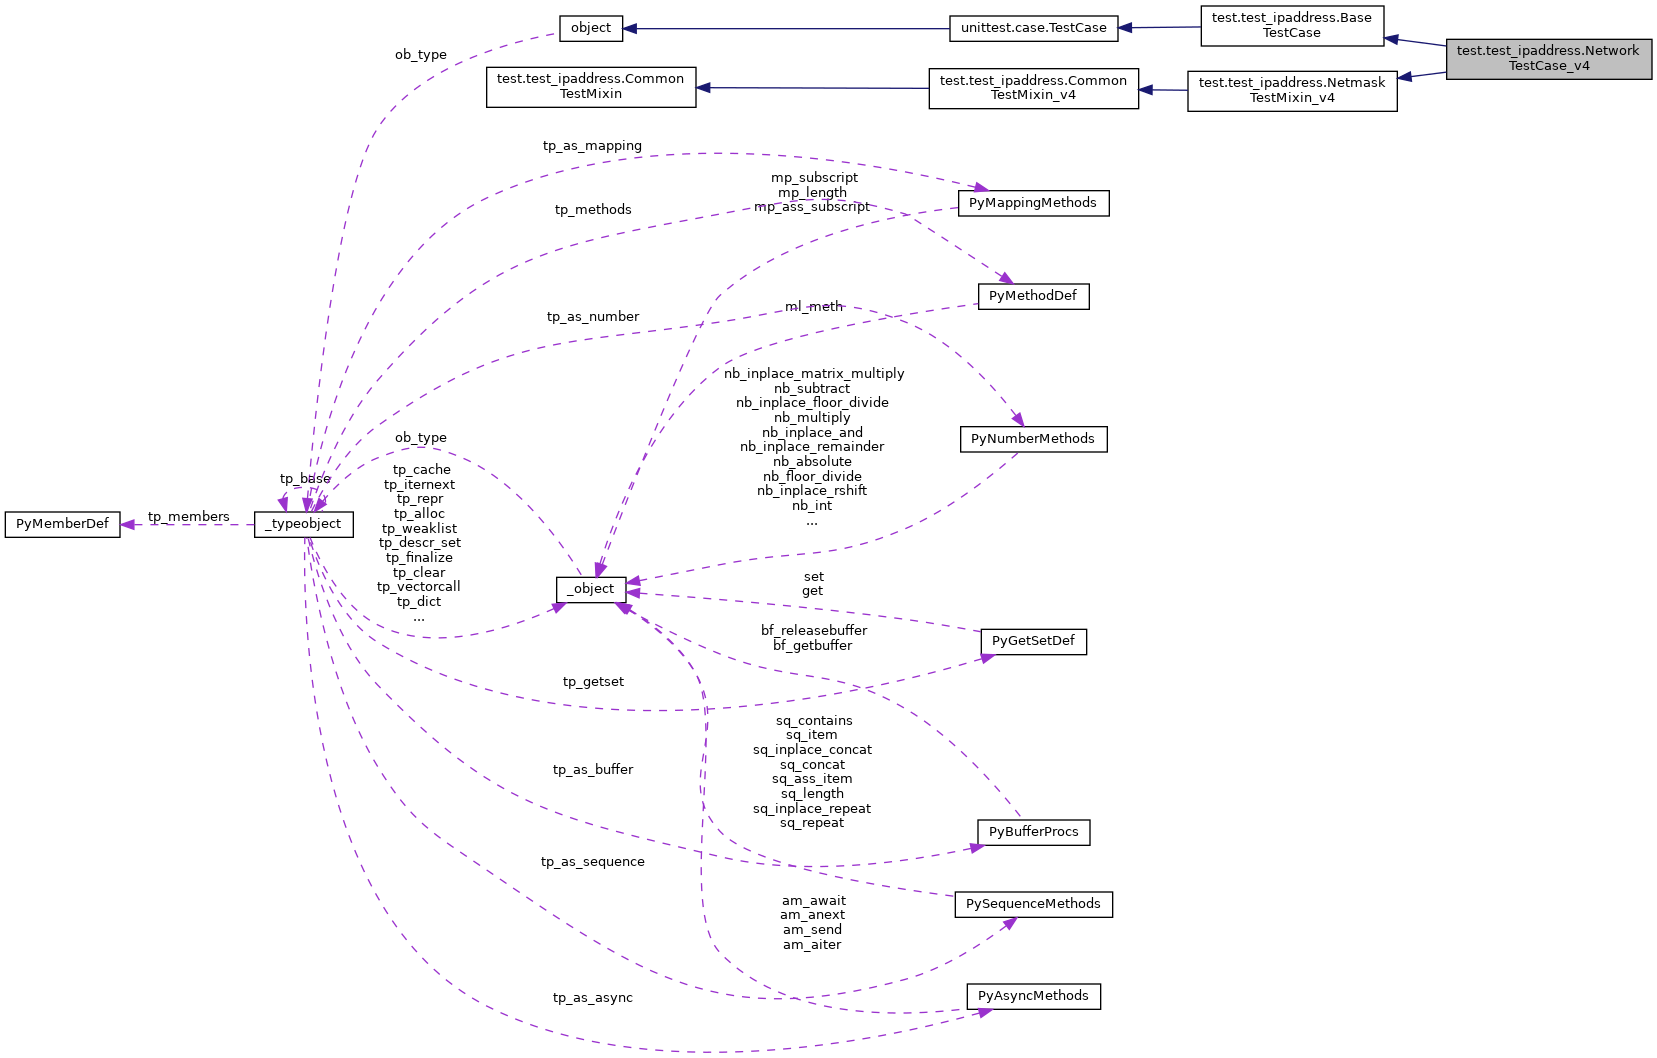 object
unittest.case.TestCase
test.test_ipaddress.Base
TestCase
test.test_ipaddress.Network
TestCase_v4
ob_type
test.test_ipaddress.Common
TestMixin
test.test_ipaddress.Common
TestMixin_v4
test.test_ipaddress.Netmask
TestMixin_v4
tp_as_mapping
mp_subscript
mp_length
mp_ass_subscript
tp_methods
PyMappingMethods
PyMethodDef
tp_as_number
ml_meth
nb_inplace_matrix_multiply
nb_subtract
nb_inplace_floor_divide
nb_multiply
nb_inplace_and
nb_inplace_remainder
nb_absolute
nb_floor_divide
nb_inplace_rshift
nb_int
...
PyNumberMethods
ob_type
tp_base
tp_cache
tp_iternext
tp_repr
tp_alloc
tp_weaklist
tp_descr_set
tp_finalize
tp_clear
tp_vectorcall
tp_dict
...
PyMemberDef
tp_members
_typeobject
_object
set
get
PyGetSetDef
bf_releasebuffer
bf_getbuffer
tp_getset
sq_contains
sq_item
sq_inplace_concat
sq_concat
sq_ass_item
sq_length
sq_inplace_repeat
sq_repeat
tp_as_buffer
PyBufferProcs
tp_as_sequence
PySequenceMethods
am_await
am_anext
am_send
am_aiter
tp_as_async
PyAsyncMethods